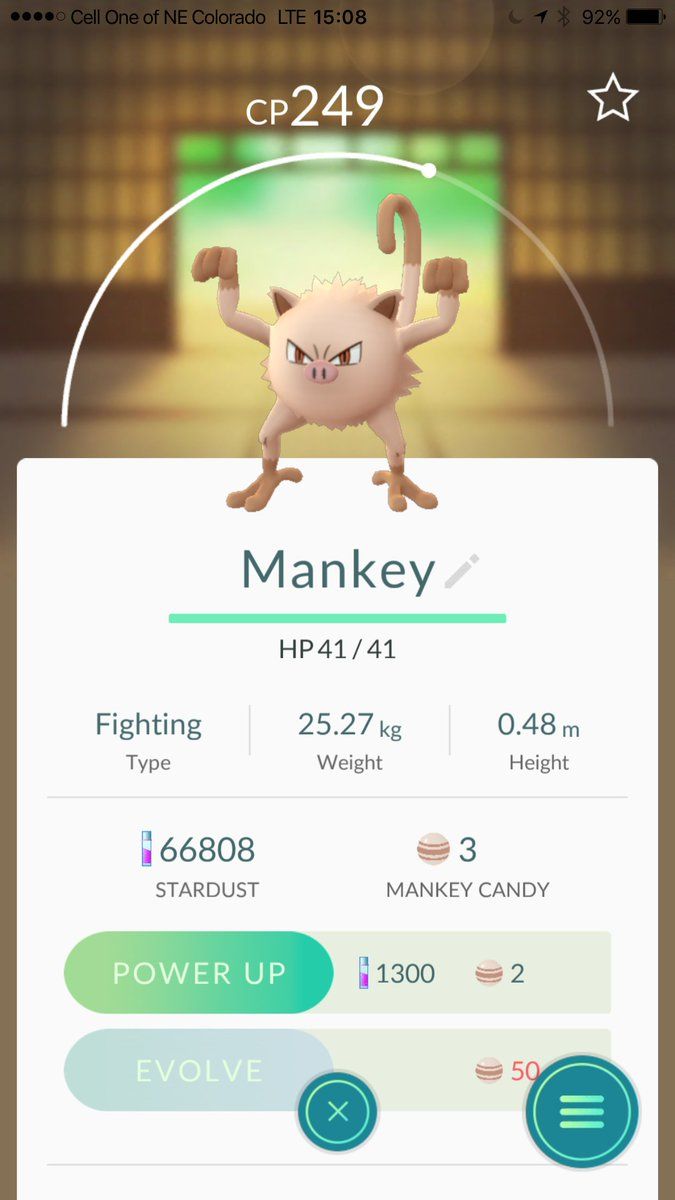 Cell One of NE Colorado LTE 15:08 92%
CP249
Mankey
HP 41 / 41
Fighting 25.27 kg 0.48 m
Type Weight Height
66808 3
STARDUST MANKEY CANDY
POWER UP 1300 2
EVOLVE 50